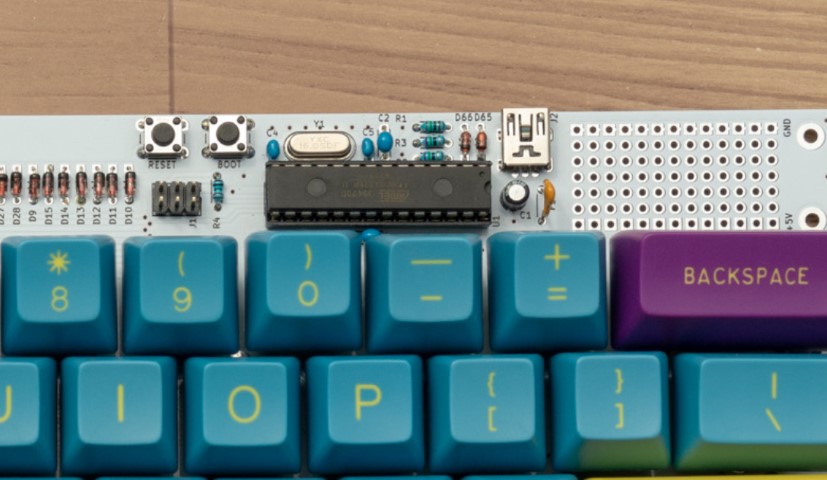 Y1
C4
C5
C2
R1
R3
D66 D65
J2
GND
RESET
BOOT
D28
D9
D15
D14
D13
D12
D11
D10
J1
R4
U1
C1
+5V
*
8
(
9
)
0
—
-
+
=
BACKSPACE
I
O
P
{
[
}
]
|
\